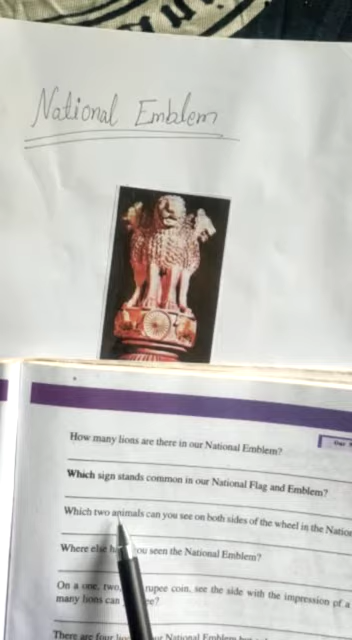 National Emblem
How many lions are there in our National Emblem?
Which sign stands common in our National Flag and Emblem?
Which two animals can you see on both sides of the wheel in the
Where else you seen the National Emblem?
On a one, two, rupee coin, see the side with the impression of a
many lions can
There are four National Emblem